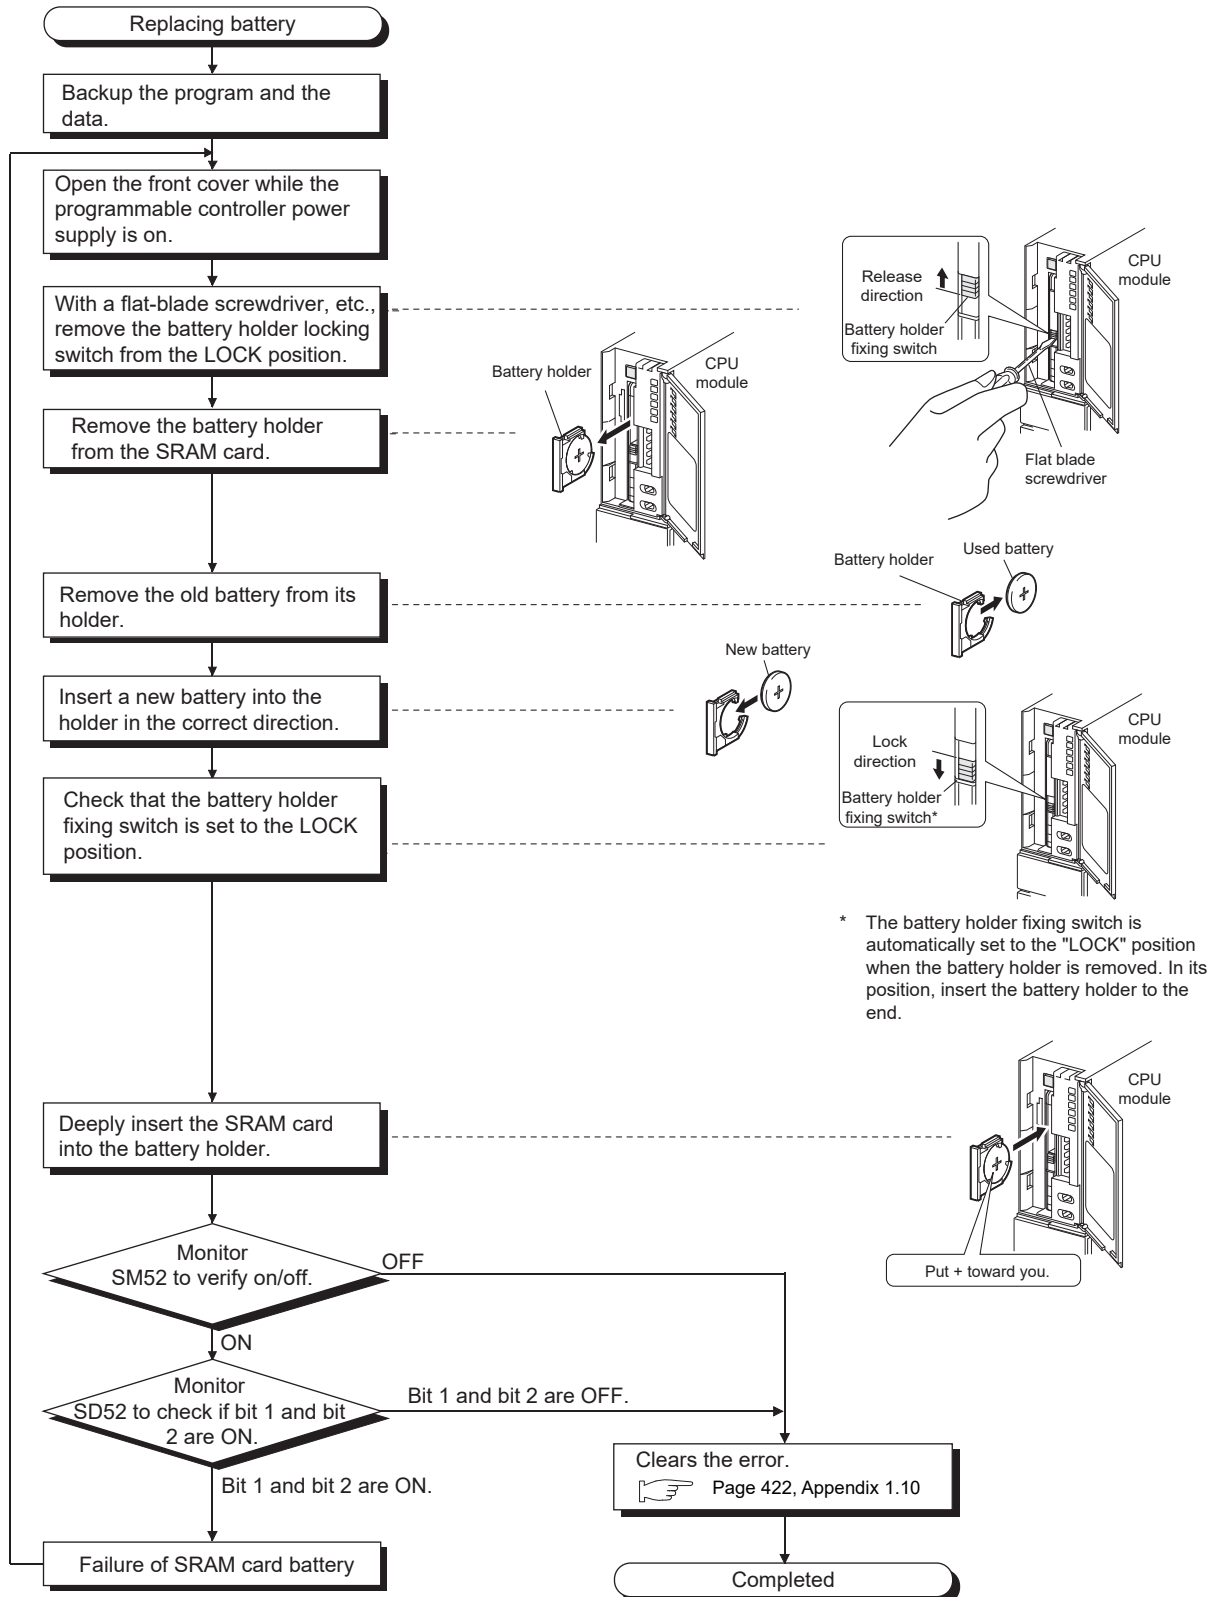 Replacing battery
Backup the program and the
data.
Open the front cover while the
programmable controller power
supply is on.
With a flat-blade screwdriver, etc.,
remove the battery holder locking
switch from the LOCK position.
Release
direction
Battery holder
fixing switch
CPU
module
Flat blade
screwdriver
Remove the battery holder
from the SRAM card.
Battery holder
CPU
module
Remove the old battery from its
holder.
Battery holder
Used battery
Insert a new battery into the
holder in the correct direction.
New battery
Check that the battery holder
fixing switch is set to the LOCK
position.
Lock
direction
Battery holder
fixing switch*
CPU
module
* The battery holder fixing switch is
automatically set to the "LOCK" position
when the battery holder is removed. In its
position, insert the battery holder to the
end.
Deeply insert the SRAM card
into the battery holder.
CPU
module
Put + toward you.
Monitor
SM52 to verify on/off.
OFF
ON
Monitor
SD52 to check if bit 1 and bit
2 are ON.
Bit 1 and bit 2 are OFF.
Bit 1 and bit 2 are ON.
Clears the error.
Page 422, Appendix 1.10
Failure of SRAM card battery
Completed